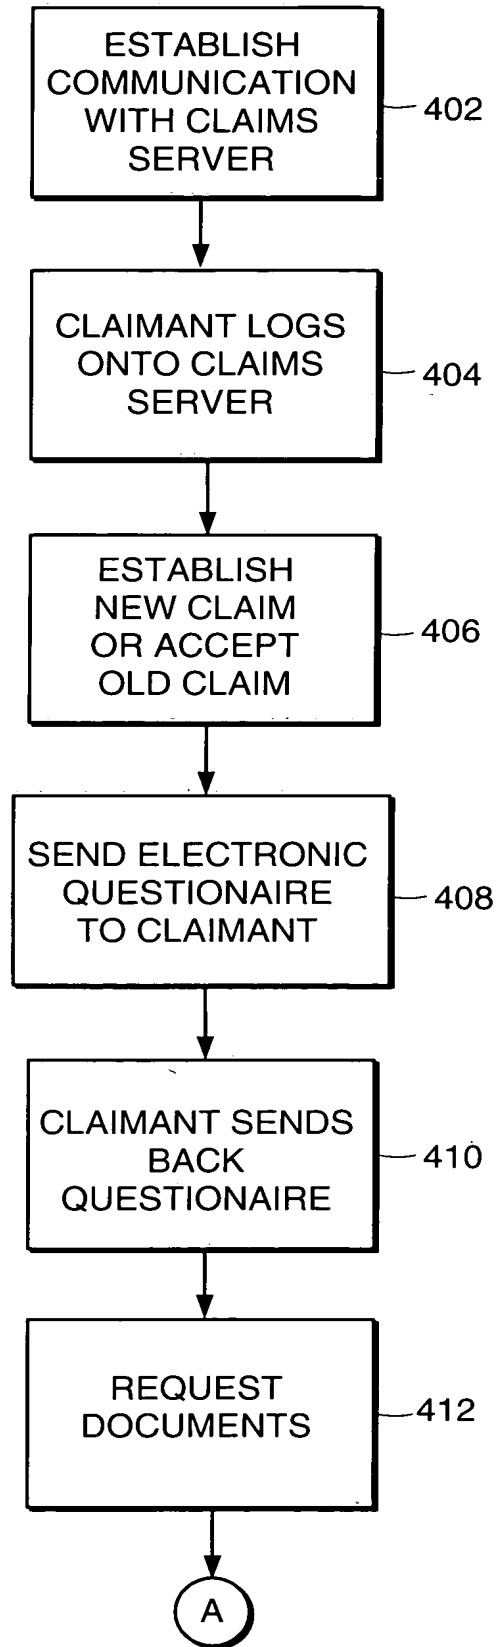 ESTABLISH
COMMUNICATION
WITH CLAIMS
SERVER
402
CLAIMANT LOGS
ONTO CLAIMS
SERVER
404
ESTABLISH
NEW CLAIM
OR ACCEPT
OLD CLAIM
406
SEND ELECTRONIC
QUESTIONAIRE
TO CLAIMANT
408
CLAIMANT SENDS
BACK
QUESTIONAIRE
410
REQUEST
DOCUMENTS
412
A